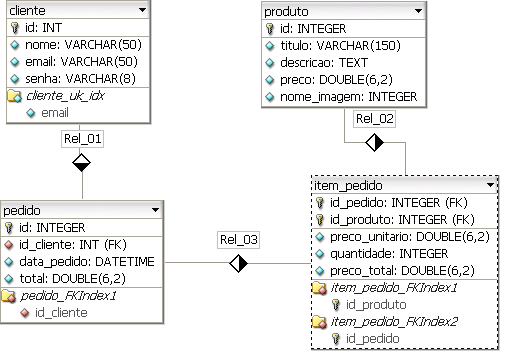 cliente
id: INT
nome: VARCHAR(50)
email: VARCHAR(50)
senha: VARCHAR(8)
cliente_uk_idx
email
produto
id: INTEGER
titulo: VARCHAR(150)
descricao: TEXT
preco: DOUBLE(6,2)
nome_imagem: INTEGER
Rel_01
Rel_02
pedido
id: INTEGER
id_cliente: INT (FK)
data_pedido: DATETIME
total: DOUBLE(6,2)
pedido_FKIndex1
id_cliente
Rel_03
item_pedido
id_pedido: INTEGER (FK)
id_produto: INTEGER (FK)
preco_unitario: DOUBLE(6,2)
quantidade: INTEGER
preco_total: DOUBLE(6,2)
item_pedido_FKIndex1
id_produto
item_pedido_FKIndex2
id_pedido